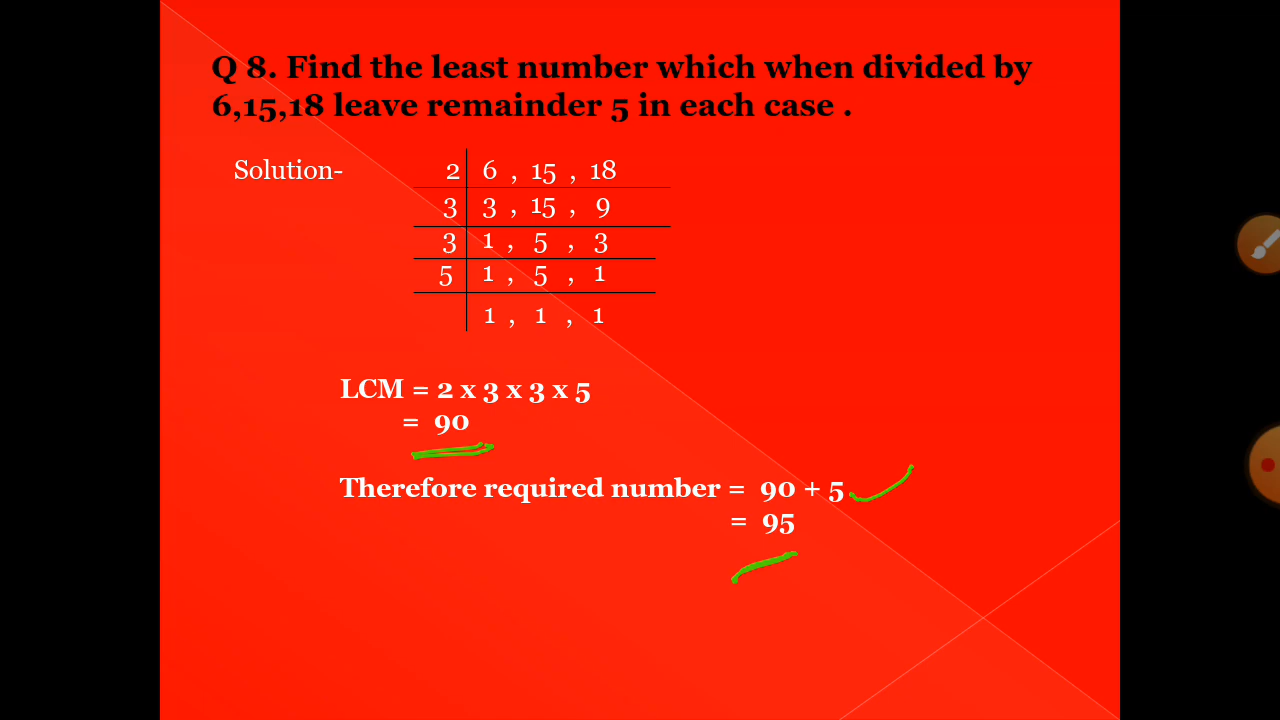 Q 8. Find the least number which when divided by
6,15,18 leave remainder 5 in each case .
Solution-
2 6 , 15 , 18
3 3 , 15 , 9
3 1 , 5 , 3
5 1 , 5 , 1
1 , 1 , 1
LCM = 2 x 3 x 3 x 5
= 90
Therefore required number = 90 + 5
= 95